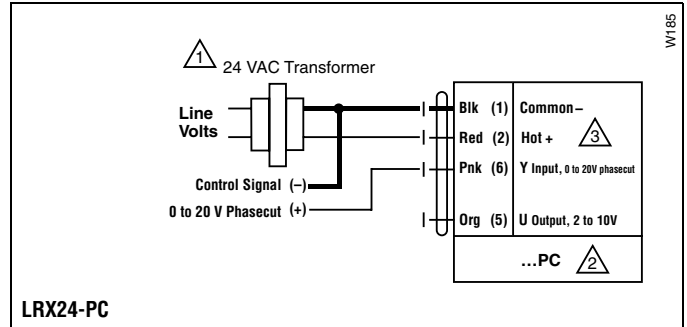 W185
1
24 VAC Transformer
Line
Volts
Blk (1) Common –
Red (2) Hot + 3
Pnk (6) Y Input, 0 to 20V phasecut
Control Signal (–)
0 to 20 V Phasecut (+)
Org (5) U Output, 2 to 10V
...PC 2
LRX24-PC